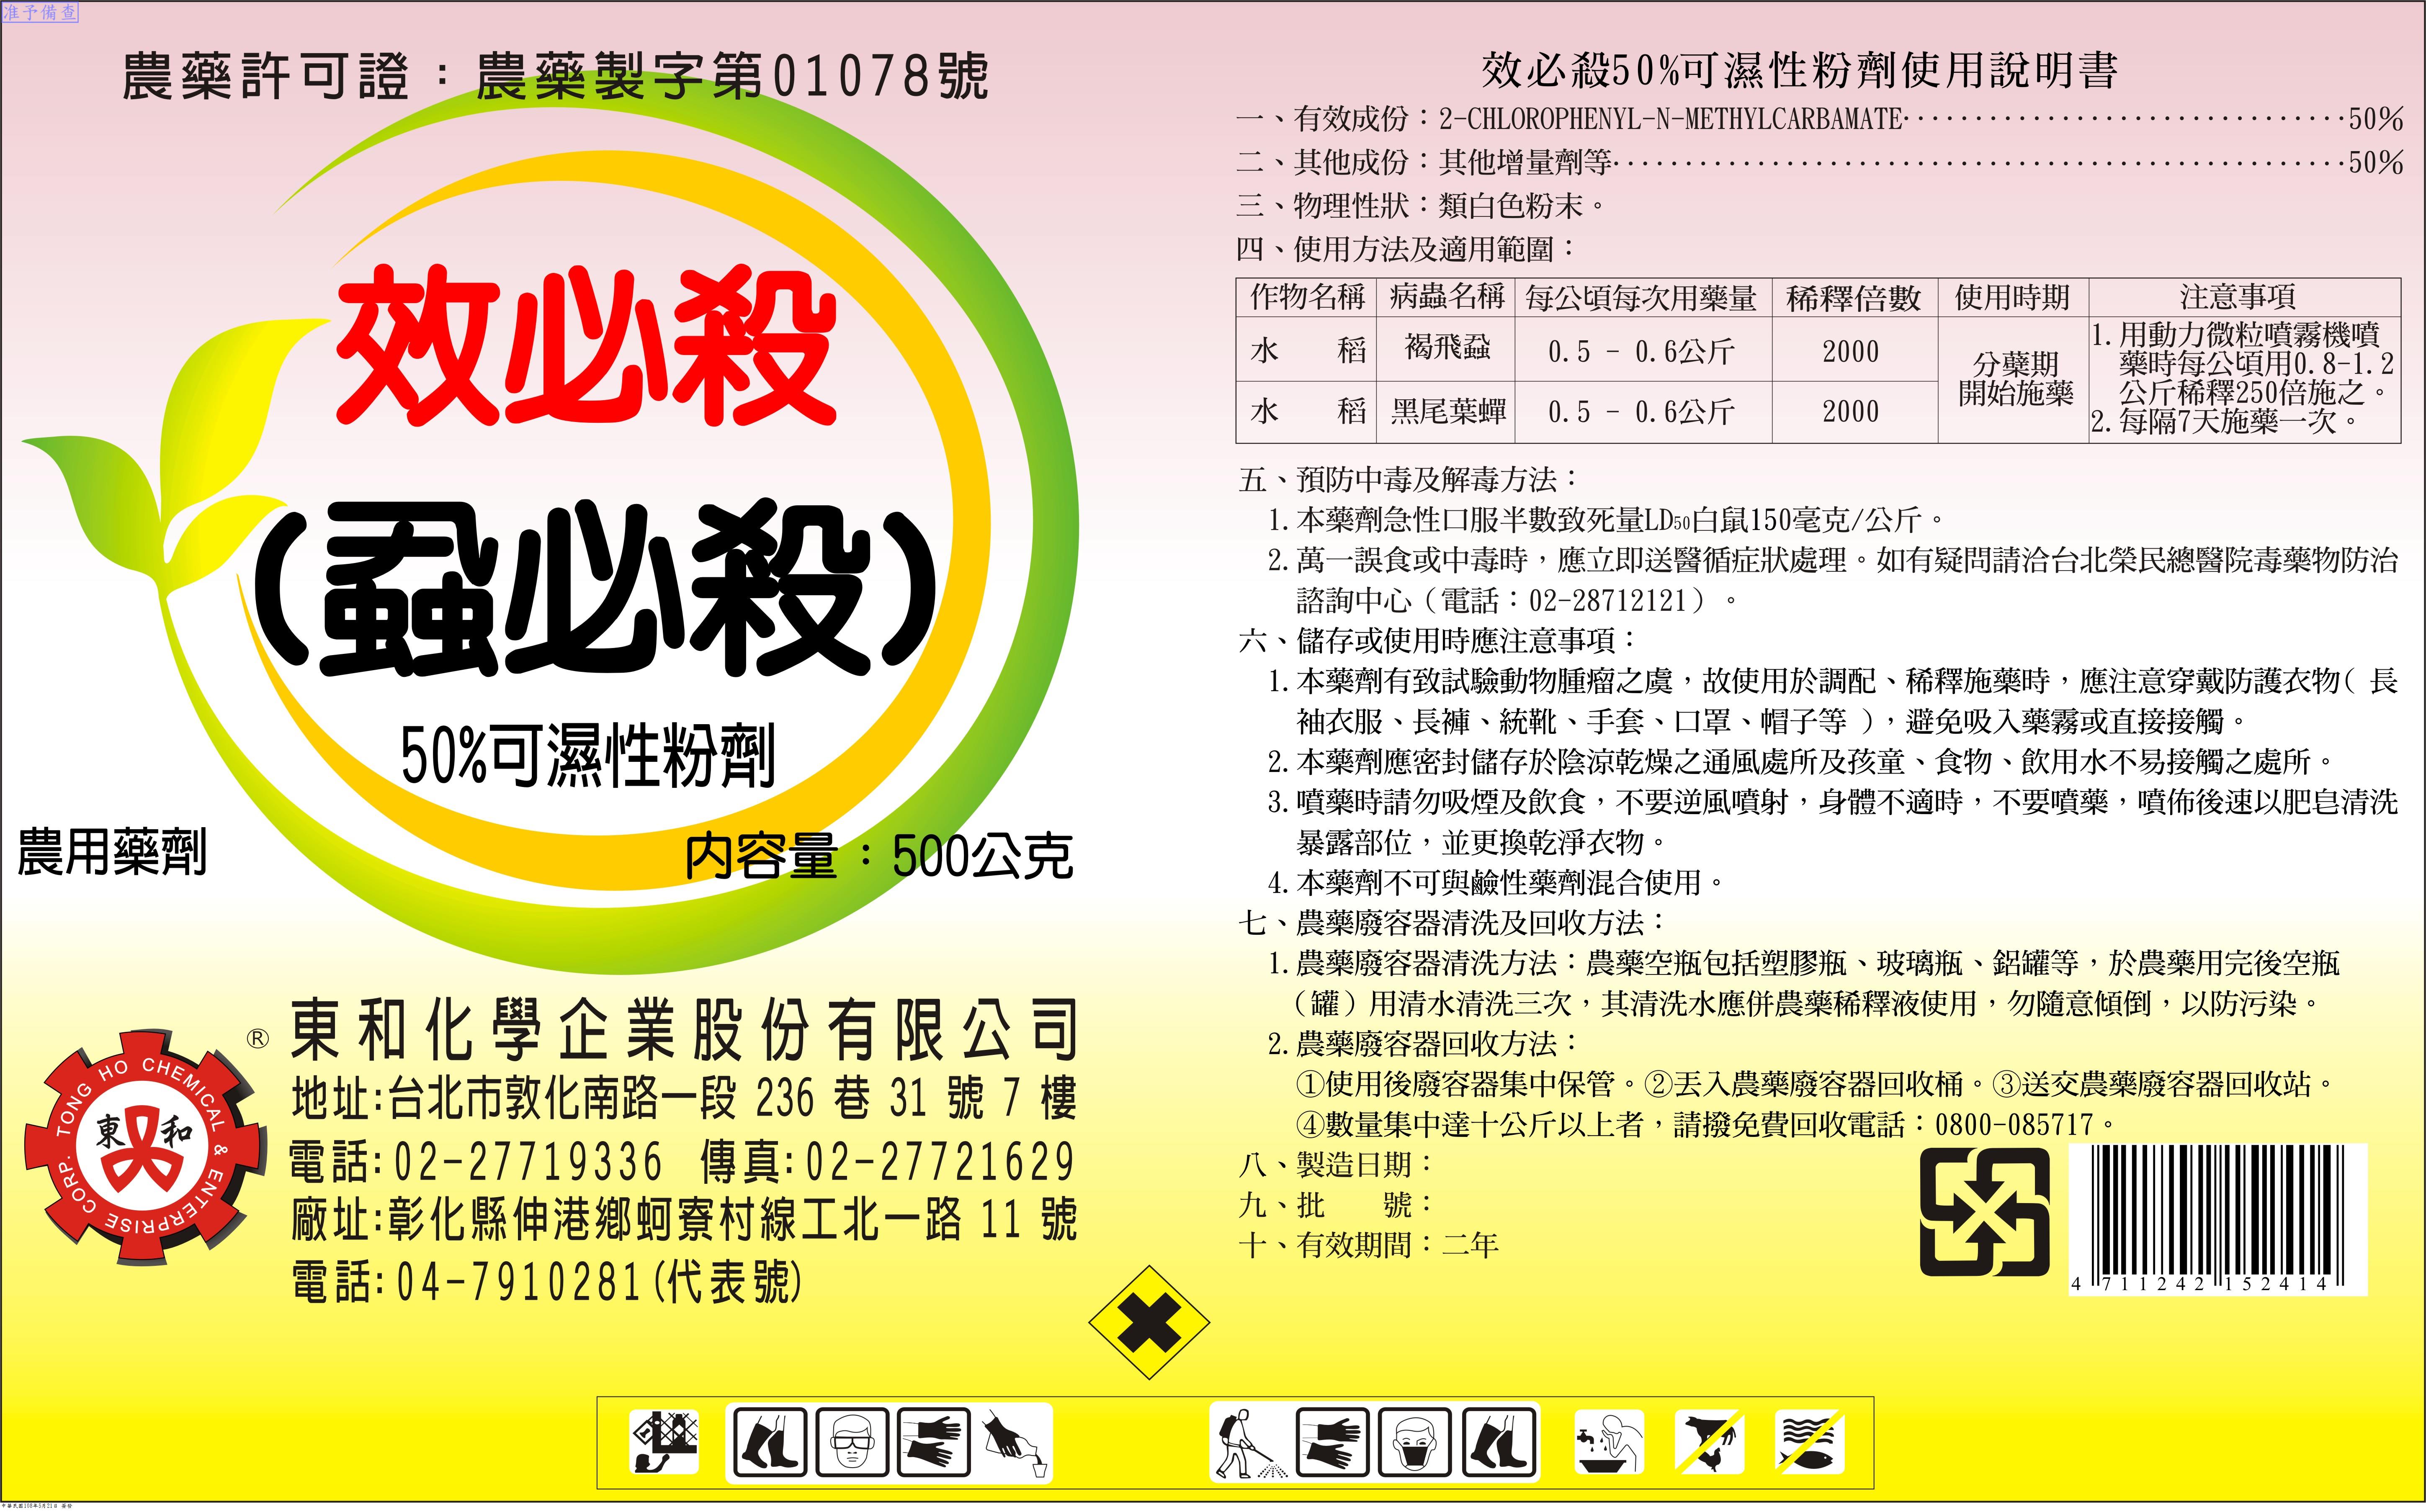 准予備查
農藥許可證：農藥製字第01078號
效必殺
(蝨必殺)
50%可濕性粉劑
農用藥劑
內容量：500公克
®
東和化學企業股份有限公司
TONG HO CHEMICAL & ENTERPRISE CORP.
東 和
地址:台北市敦化南路一段 236 巷 31 號 7 樓
電話:02-27719336 傳真:02-27721629
廠址:彰化縣伸港鄉蚵寮村線工北一路 11 號
電話:04-7910281(代表號)
效必殺50%可濕性粉劑使用說明書
一、有效成份：2-CHLOROPHENYL-N-METHYLCARBAMATE······························50%
二、其他成份：其他增量劑等··················································50%
三、物理性狀：類白色粉末。
四、使用方法及適用範圍：
作物名稱 病蟲名稱 每公頃每次用藥量 稀釋倍數 使用時期 注意事項
水 稻 褐飛蝨 0.5 - 0.6公斤 2000
水 稻 黑尾葉蟬 0.5 - 0.6公斤 2000
分蘗期
開始施藥
1.用動力微粒噴霧機噴
藥時每公頃用0.8-1.2
公斤稀釋250倍施之。
2.每隔7天施藥一次。
五、預防中毒及解毒方法：
1.本藥劑急性口服半數致死量LD50白鼠150毫克/公斤。
2.萬一誤食或中毒時，應立即送醫循症狀處理。如有疑問請洽台北榮民總醫院毒藥物防治
諮詢中心（電話：02-28712121）。
六、儲存或使用時應注意事項：
1.本藥劑有致試驗動物腫瘤之虞，故使用於調配、稀釋施藥時，應注意穿戴防護衣物( 長
袖衣服、長褲、統靴、手套、口罩、帽子等 )，避免吸入藥霧或直接接觸。
2.本藥劑應密封儲存於陰涼乾燥之通風處所及孩童、食物、飲用水不易接觸之處所。
3.噴藥時請勿吸煙及飲食，不要逆風噴射，身體不適時，不要噴藥，噴佈後速以肥皂清洗
暴露部位，並更換乾淨衣物。
4.本藥劑不可與鹼性藥劑混合使用。
七、農藥廢容器清洗及回收方法：
1.農藥廢容器清洗方法：農藥空瓶包括塑膠瓶、玻璃瓶、鋁罐等，於農藥用完後空瓶
（罐）用清水清洗三次，其清洗水應併農藥稀釋液使用，勿隨意傾倒，以防污染。
2.農藥廢容器回收方法：
①使用後廢容器集中保管。②丟入農藥廢容器回收桶。③送交農藥廢容器回收站。
④數量集中達十公斤以上者，請撥免費回收電話：0800-085717。
八、製造日期：
九、批 號：
十、有效期間：二年
4 711242 152414